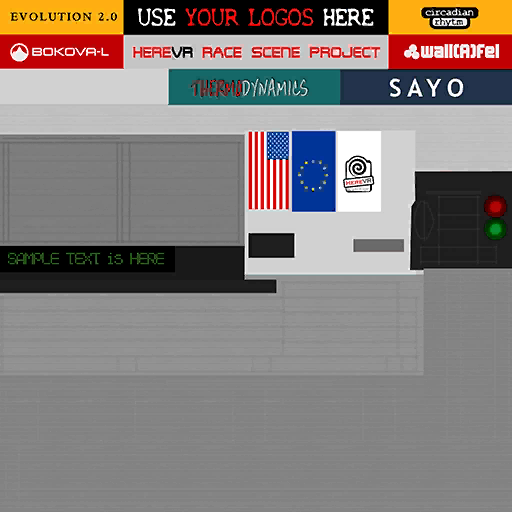 EVOLUTION 2.0
USE YOUR LOGOS HERE
circadian
rhytm
BOKOVA-L
HEREVR RACE SCENE PROJECT
wall(A)Fel
THERMODYNAMICS
SAYO
HEREVR
SAMPLE TEXT is HERE